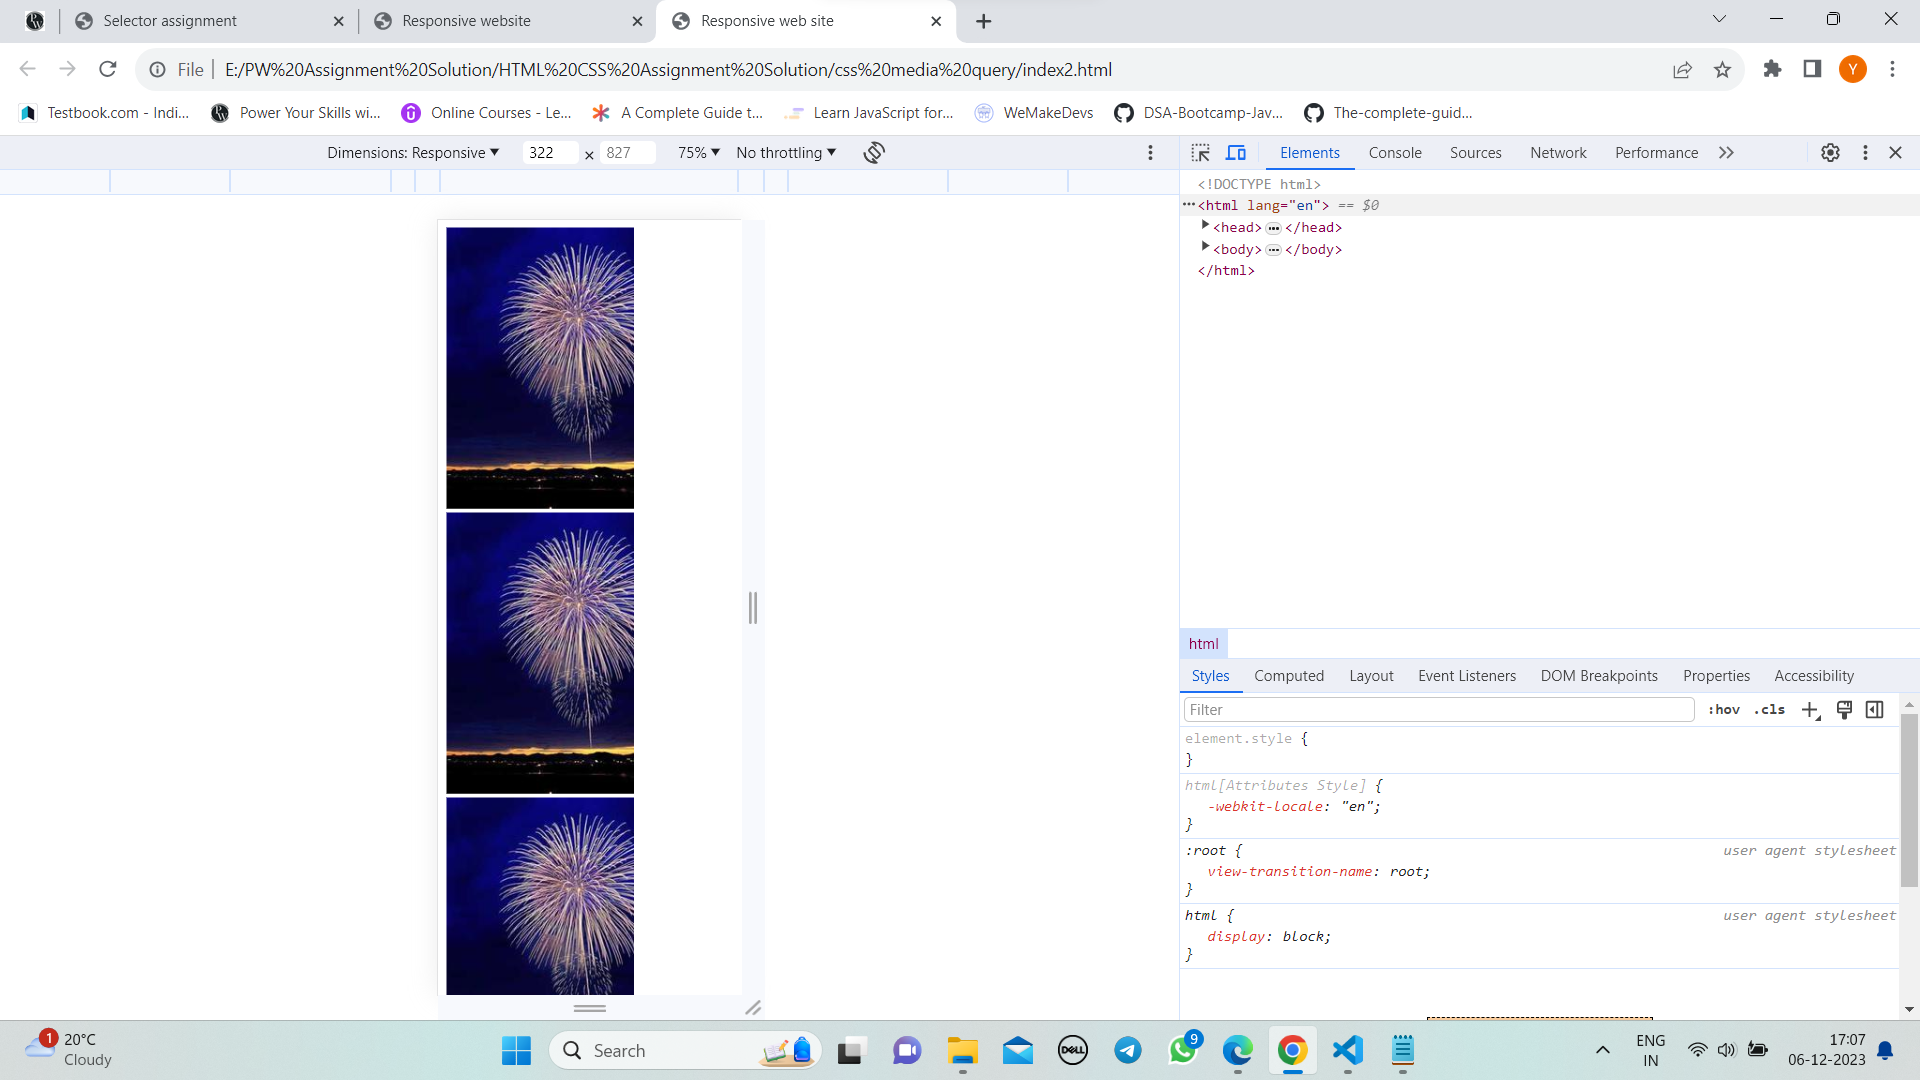 Selector assignment
Responsive website
Responsive web site
File
E:/PW%20Assignment%20Solution/HTML%20CSS%20Assignment%20Solution/css%20media%20query/index2.html
Y
Testbook.com - Indi...
Power Your Skills wi...
Online Courses - Le...
A Complete Guide t...
Learn JavaScript for...
WeMakeDevs
DSA-Bootcamp-Jav...
The-complete-guid...
Dimensions: Responsive
322 x 827
75%
No throttling
Elements
Console
Sources
Network
Performance
<!DOCTYPE html>
<html lang="en"> == $0
<head> </head>
<body> </body>
</html>
html
Styles
Computed
Layout
Event Listeners
DOM Breakpoints
Properties
Accessibility
Filter
:hov
.cls
element.style {
}
html[Attributes Style] {
-webkit-locale: "en";
}
:root {
user agent stylesheet
view-transition-name: root;
}
html {
user agent stylesheet
display: block;
}
1
20°C
Cloudy
Search
DELL
9
ENG
IN
17:07
06-12-2023